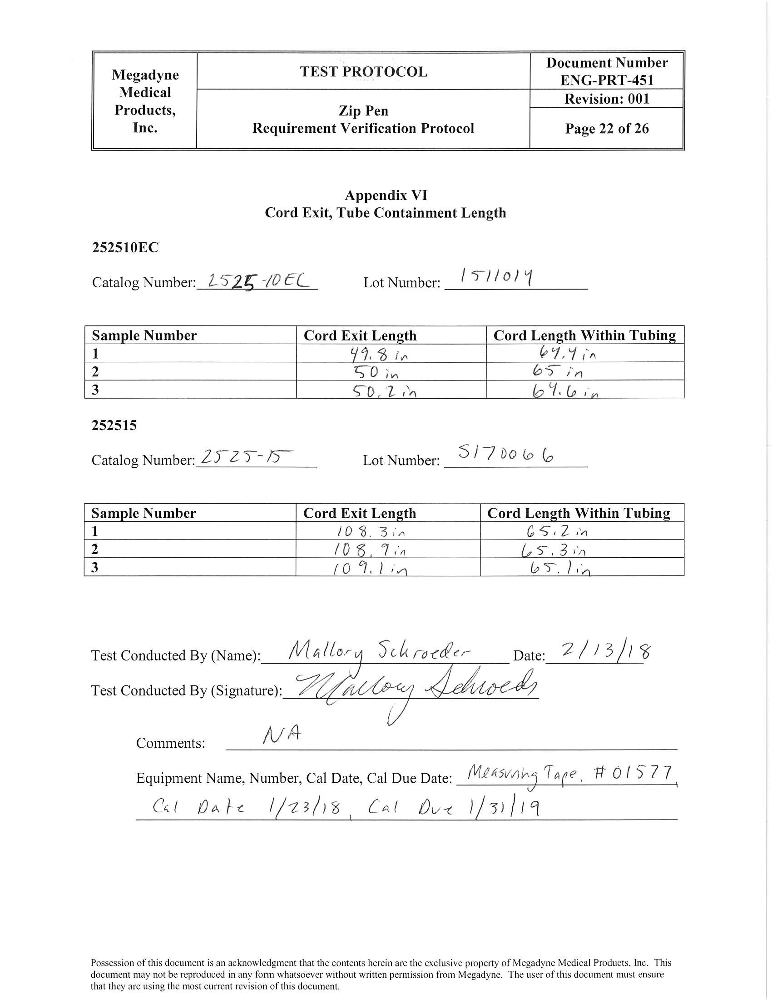 Megadyne
Medical
Products,
Inc.
TEST PROTOCOL
Zip Pen
Requirement Verification Protocol
Document Number
ENG-PRT-451
Revision: 001
Page 22 of 26
Appendix VI
Cord Exit, Tube Containment Length
252510EC
Catalog Number: 2525-10EC Lot Number: 1511014
Sample Number Cord Exit Length Cord Length Within Tubing
1 49.8 in 64.4 in
2 50 in 65 in
3 50.2 in 64.6 in
252515
Catalog Number: 2525-15 Lot Number: S170066
Sample Number Cord Exit Length Cord Length Within Tubing
1 108.3 in 65.2 in
2 108.9 in 65.3 in
3 109.1 in 65.1 in
Test Conducted By (Name): Mallory Schroeder Date: 2/13/18
Test Conducted By (Signature): Mallory Schroeder
Comments: NA
Equipment Name, Number, Cal Date, Cal Due Date: Measuring Tape, # 01577,
Cal Date 1/23/18, Cal Due 1/31/19
Possession of this document is an acknowledgment that the contents herein are the exclusive property of Megadyne Medical Products, Inc. This
document may not be reproduced in any form whatsoever without written permission from Megadyne. The user of this document must ensure
that they are using the most current revision of this document.